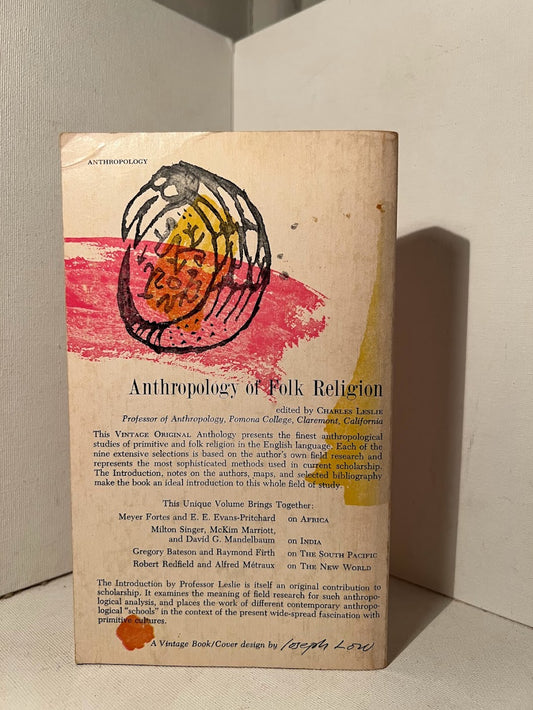 ANTHROPOLOGY
Anthropology of Folk Religion
edited by CHARLES LESLIE
Professor of Anthropology, Pomona College, Claremont, California
This VINTAGE ORIGINAL Anthology presents the finest anthropological
studies of primitive and folk religion in the English language. Each of the
nine extensive selections is based on the author's own field research and
represents the most sophisticated methods used in current scholarship.
The Introduction, notes on the authors, maps, and selected bibliography
make the book an ideal introduction to this whole field of study.
This Unique Volume Brings Together:
Meyer Fortes and E. E. Evans-Pritchard on AFRICA
Milton Singer, McKim Marriott,
and David G. Mandelbaum on INDIA
Gregory Bateson and Raymond Firth on THE SOUTH PACIFIC
Robert Redfield and Alfred Métraux on THE NEW WORLD
The Introduction by Professor Leslie is itself an original contribution to
scholarship. It examines the meaning of field research for such anthropo-
logical analysis, and places the work of different contemporary anthropo-
logical "schools" in the context of the present wide-spread fascination with
primitive cultures.
A Vintage Book/Cover design by Joseph Low